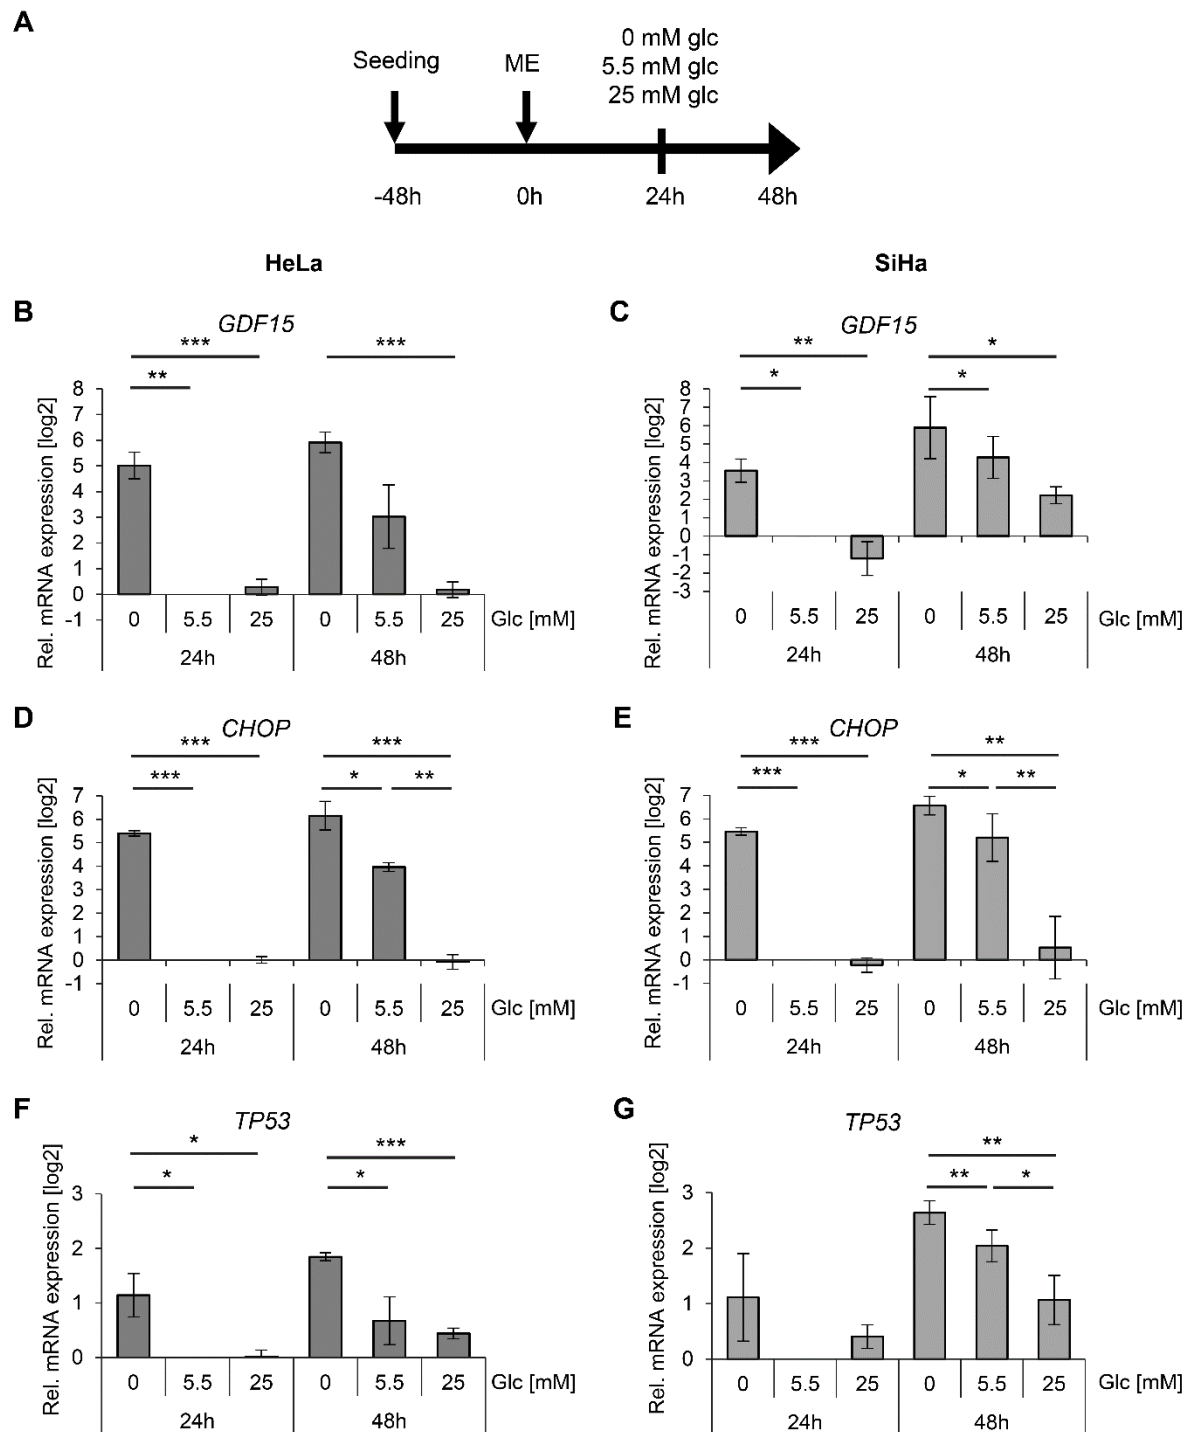 A
0 mM glc
Seeding ME 5.5 mM glc
25 mM glc
-48h 0h 24h 48h
HeLa SiHa
B GDF15
*** ***
**
Rel. mRNA expression [log2]
8
7
6
5
4
3
2
1
0
-1
0 5.5 25 0 5.5 25 Glc [mM]
24h 48h
C GDF15
** *
* *
Rel. mRNA expression [log2]
8
7
6
5
4
3
2
1
0
-1
-2
-3
0 5.5 25 0 5.5 25 Glc [mM]
24h 48h
D CHOP
*** ***
*** * **
Rel. mRNA expression [log2]
7
6
5
4
3
2
1
0
-1
0 5.5 25 0 5.5 25 Glc [mM]
24h 48h
E CHOP
*** **
*** * **
Rel. mRNA expression [log2]
7
6
5
4
3
2
1
0
-1
0 5.5 25 0 5.5 25 Glc [mM]
24h 48h
F TP53
* ***
* *
Rel. mRNA expression [log2]
3
2
1
0
0 5.5 25 0 5.5 25 Glc [mM]
24h 48h
G TP53
**
** *
Rel. mRNA expression [log2]
3
2
1
0
0 5.5 25 0 5.5 25 Glc [mM]
24h 48h